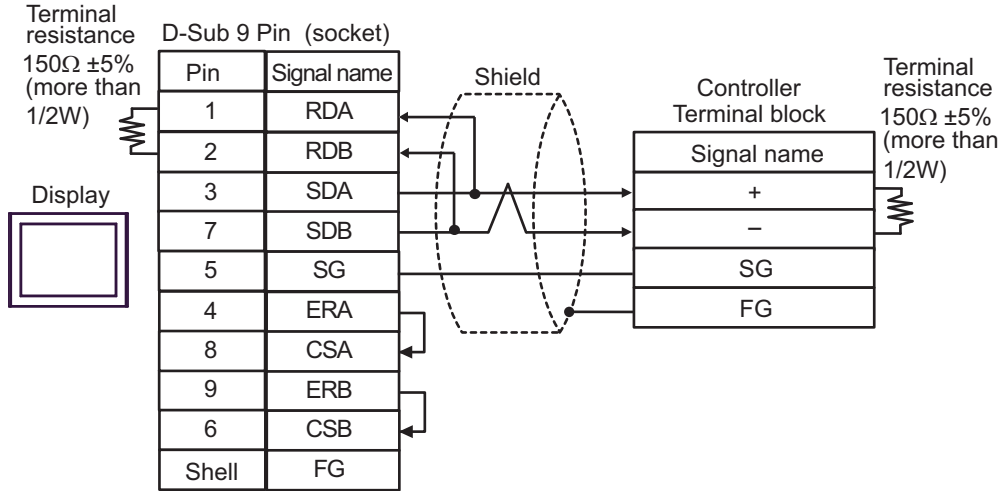 Terminal
resistance
150Ω ±5%
(more than
1/2W)
D-Sub 9 Pin (socket)
Pin Signal name
1 RDA
2 RDB
3 SDA
7 SDB
5 SG
4 ERA
8 CSA
9 ERB
6 CSB
Shell FG
Display
Shield
Controller
Terminal block
Signal name
+
–
SG
FG
Terminal
resistance
150Ω ±5%
(more than
1/2W)